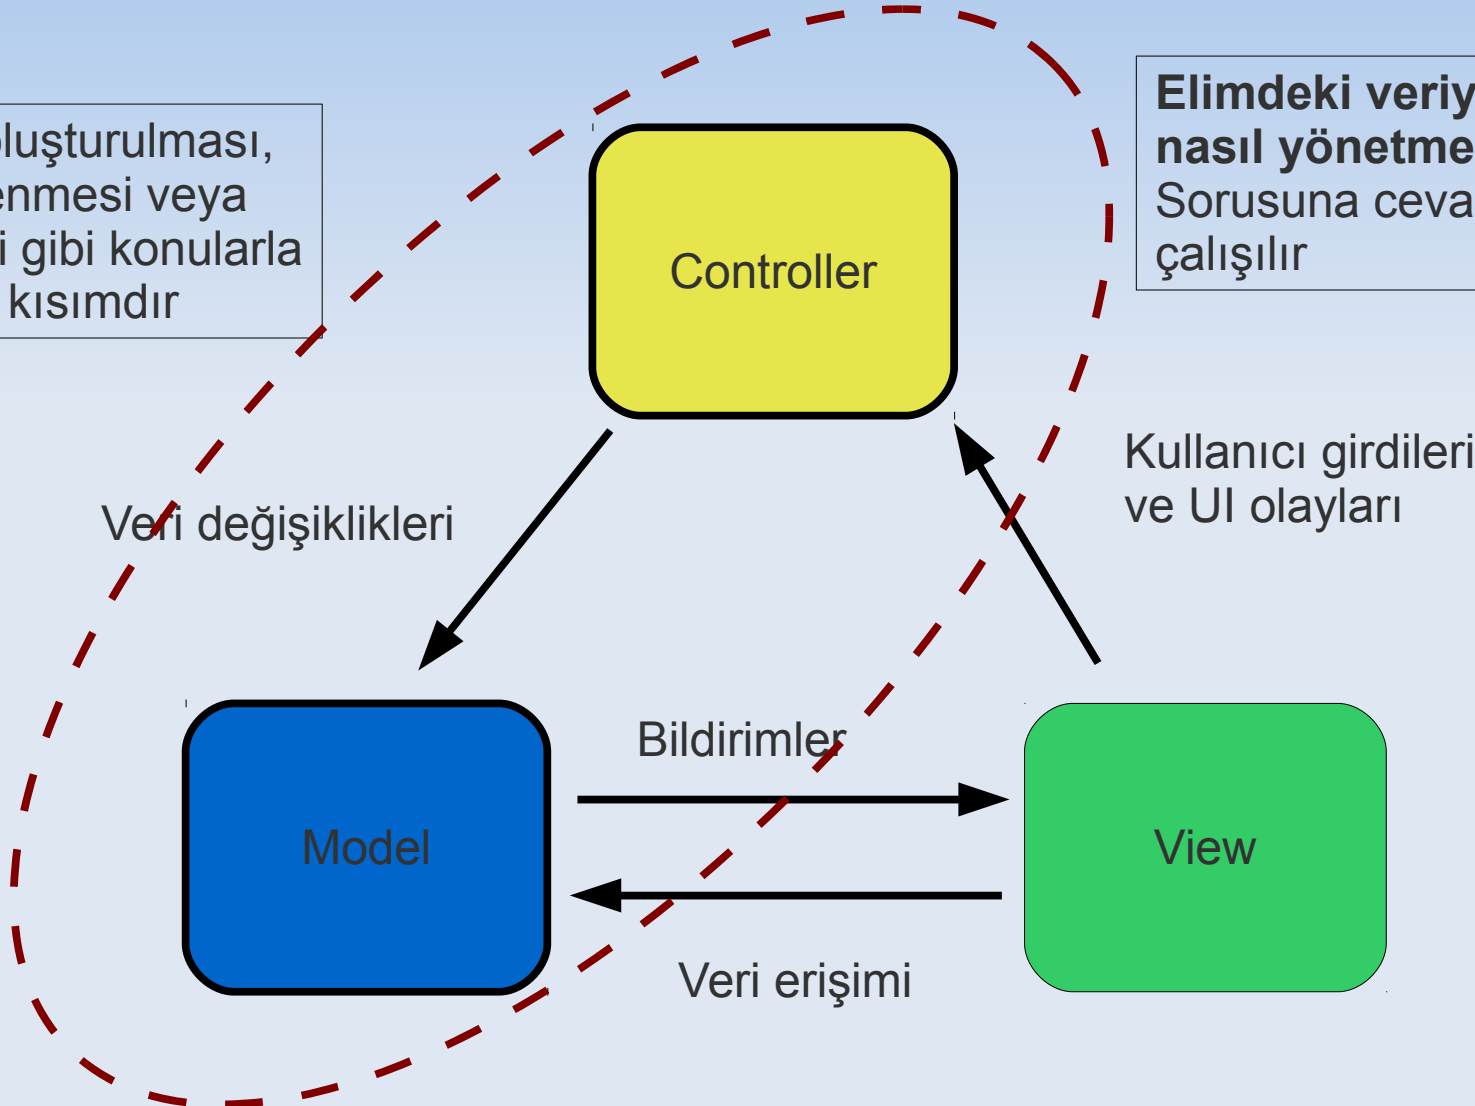 oluşturulması,
enmesi veya
i gibi konularla
kısımdır
Elimdeki veriy
nasıl yönetme
Sorusuna ceva
çalışılır
Controller
Kullanıcı girdileri
ve UI olayları
Veri değişiklikleri
Bildirimler
Model
View
Veri erişimi